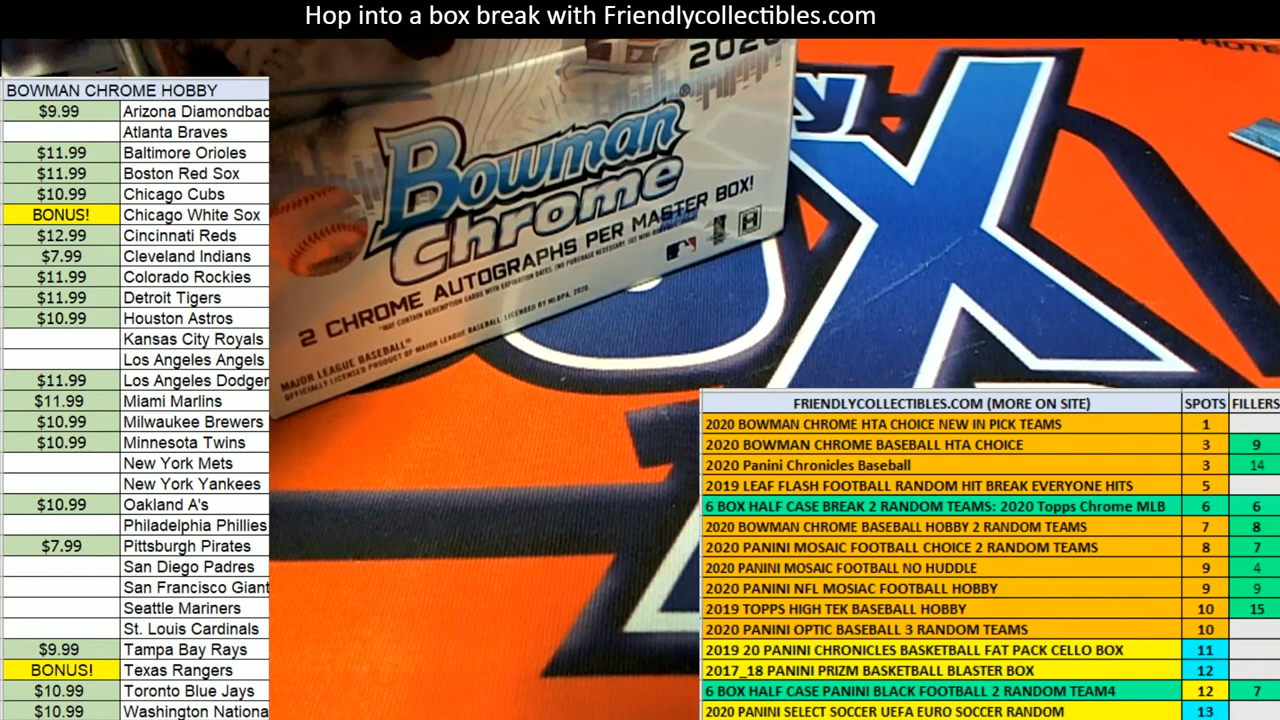 Hop into a box break with Friendlycollectibles.com
BOWMAN CHROME HOBBY
$9.99 Arizona Diamondbac
Atlanta Braves
$11.99 Baltimore Orioles
$11.99 Boston Red Sox
$10.99 Chicago Cubs
BONUS! Chicago White Sox
$12.99 Cincinnati Reds
$7.99 Cleveland Indians
$11.99 Colorado Rockies
$11.99 Detroit Tigers
$10.99 Houston Astros
Kansas City Royals
Los Angeles Angels
$11.99 Los Angeles Dodger
$11.99 Miami Marlins
$10.99 Milwaukee Brewers
$10.99 Minnesota Twins
New York Mets
New York Yankees
$10.99 Oakland A's
Philadelphia Phillies
$7.99 Pittsburgh Pirates
San Diego Padres
San Francisco Giant
Seattle Mariners
St. Louis Cardinals
$9.99 Tampa Bay Rays
BONUS! Texas Rangers
$10.99 Toronto Blue Jays
$10.99 Washington Nationa
2020
Bowman®
Chrome
2 CHROME AUTOGRAPHS PER MASTER BOX!
MAJOR LEAGUE BASEBALL®
OFFICIALLY LICENSED PRODUCT OF MAJOR LEAGUE BASEBALL. LICENSED BY MLBPA. 2020
FRIENDLYCOLLECTIBLES.COM (MORE ON SITE) SPOTS FILLERS
2020 BOWMAN CHROME HTA CHOICE NEW IN PICK TEAMS 1
2020 BOWMAN CHROME BASEBALL HTA CHOICE 3 9
2020 Panini Chronicles Baseball 3 14
2019 LEAF FLASH FOOTBALL RANDOM HIT BREAK EVERYONE HITS 5
6 BOX HALF CASE BREAK 2 RANDOM TEAMS: 2020 Topps Chrome MLB 6 6
2020 BOWMAN CHROME BASEBALL HOBBY 2 RANDOM TEAMS 7 8
2020 PANINI MOSAIC FOOTBALL CHOICE 2 RANDOM TEAMS 8 7
2020 PANINI MOSAIC FOOTBALL NO HUDDLE 9 4
2020 PANINI NFL MOSIAC FOOTBALL HOBBY 9 9
2019 TOPPS HIGH TEK BASEBALL HOBBY 10 15
2020 PANINI OPTIC BASEBALL 3 RANDOM TEAMS 10
2019 20 PANINI CHRONICLES BASKETBALL FAT PACK CELLO BOX 11
2017_18 PANINI PRIZM BASKETBALL BLASTER BOX 12
6 BOX HALF CASE PANINI BLACK FOOTBALL 2 RANDOM TEAM4 12 7
2020 PANINI SELECT SOCCER UEFA EURO SOCCER RANDOM 13